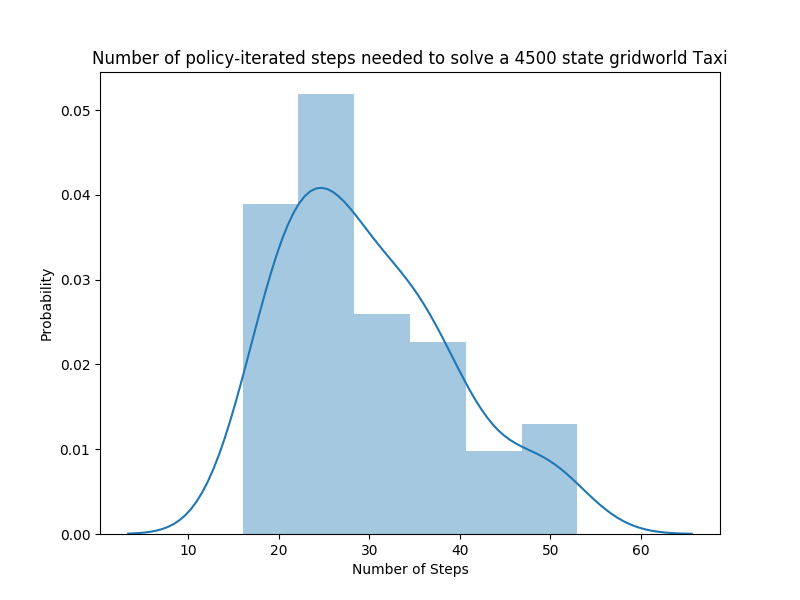 Number of policy-iterated steps needed to solve a 4500 state gridworld Taxi
0.05
0.04
0.03
0.02
0.01
0.00
Probability
10 20 30 40 50 60
Number of Steps